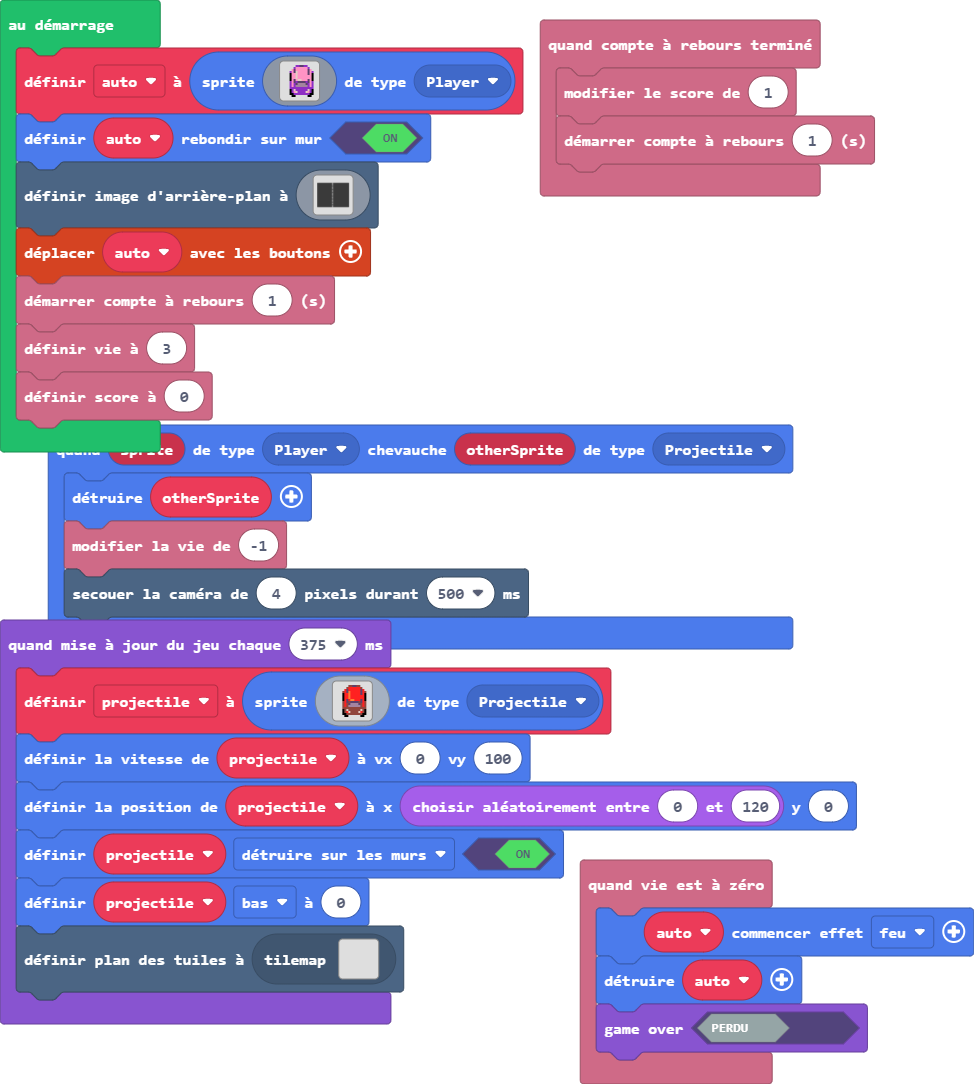 au démarrage
définir auto à sprite de type Player
définir auto rebondir sur mur ON
définir image d'arrière-plan à
déplacer auto avec les boutons
démarrer compte à rebours 1 (s)
définir vie à 3
définir score à 0
quand compte à rebours terminé
modifier le score de 1
démarrer compte à rebours 1 (s)
quand sprite de type Player chevauche otherSprite de type Projectile
détruire otherSprite
modifier la vie de -1
secouer la caméra de 4 pixels durant 500 ms
quand mise à jour du jeu chaque 375 ms
définir projectile à sprite de type Projectile
définir la vitesse de projectile à vx 0 vy 100
définir la position de projectile à x choisir aléatoirement entre 0 et 120 y 0
définir projectile détruire sur les murs ON
définir projectile bas à 0
définir plan des tuiles à tilemap
quand vie est à zéro
auto commencer effet feu
détruire auto
game over PERDU